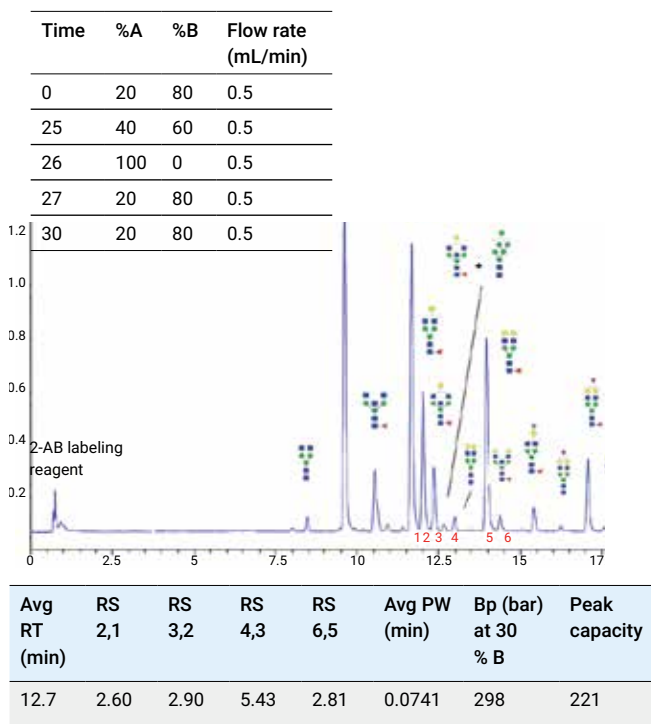 Time %A %B Flow rate
(mL/min)
0 20 80 0.5
25 40 60 0.5
26 100 0 0.5
27 20 80 0.5
30 20 80 0.5
1.2
1.0
0.8
0.6
0.4
0.2
2-AB labeling
reagent
+
1 2 3 4 5 6
0 2.5 5 7.5 10 12.5 15 17
Avg RT (min) RS 2,1 RS 3,2 RS 4,3 RS 6,5 Avg PW (min) Bp (bar) at 30 % B Peak capacity
12.7 2.60 2.90 5.43 2.81 0.0741 298 221